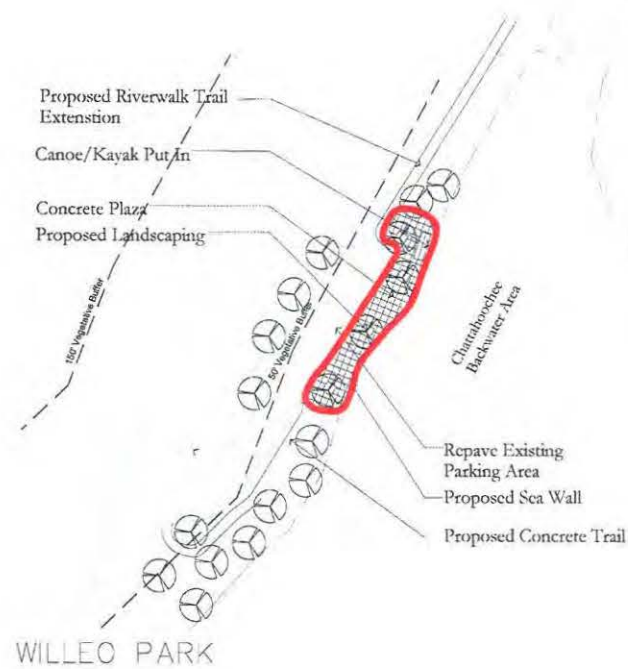 Proposed Riverwalk Trail
Extenstion
Canoe/Kayak Put In
Concrete Plaza
Proposed Landscaping
150' Vegetative Buffer
50' Vegetative Buffer
Chattahoochee
Backwater Area
Repave Existing
Parking Area
Proposed Sea Wall
Proposed Concrete Trail
WILLEO PARK